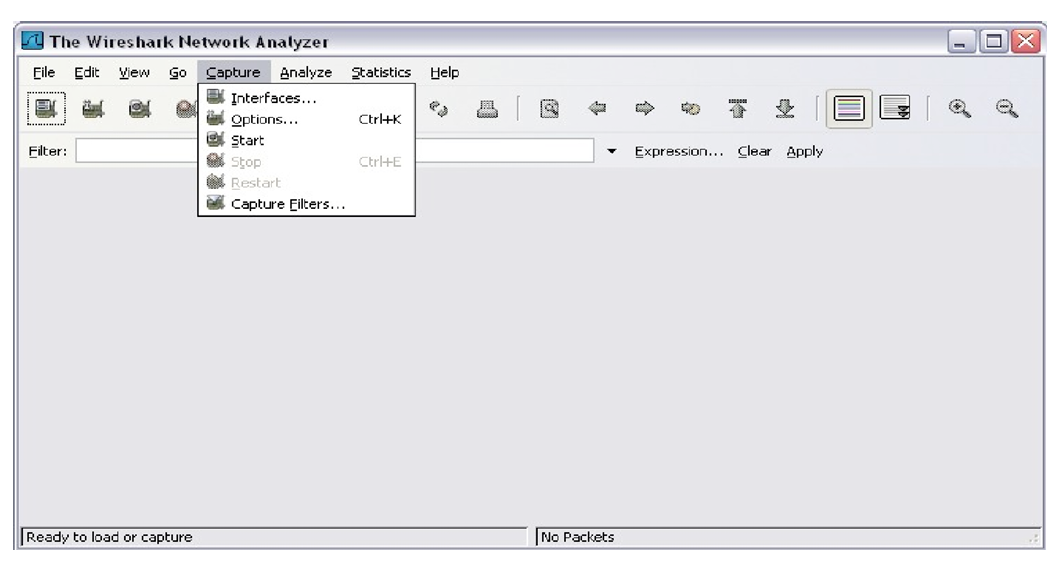 The Wireshark Network Analyzer
File Edit View Go Capture Analyze Statistics Help
Interfaces...
Options... Ctrl+K
Start
Stop Ctrl+E
Restart
Capture Filters...
Filter: Expression... Clear Apply
Ready to load or capture No Packets